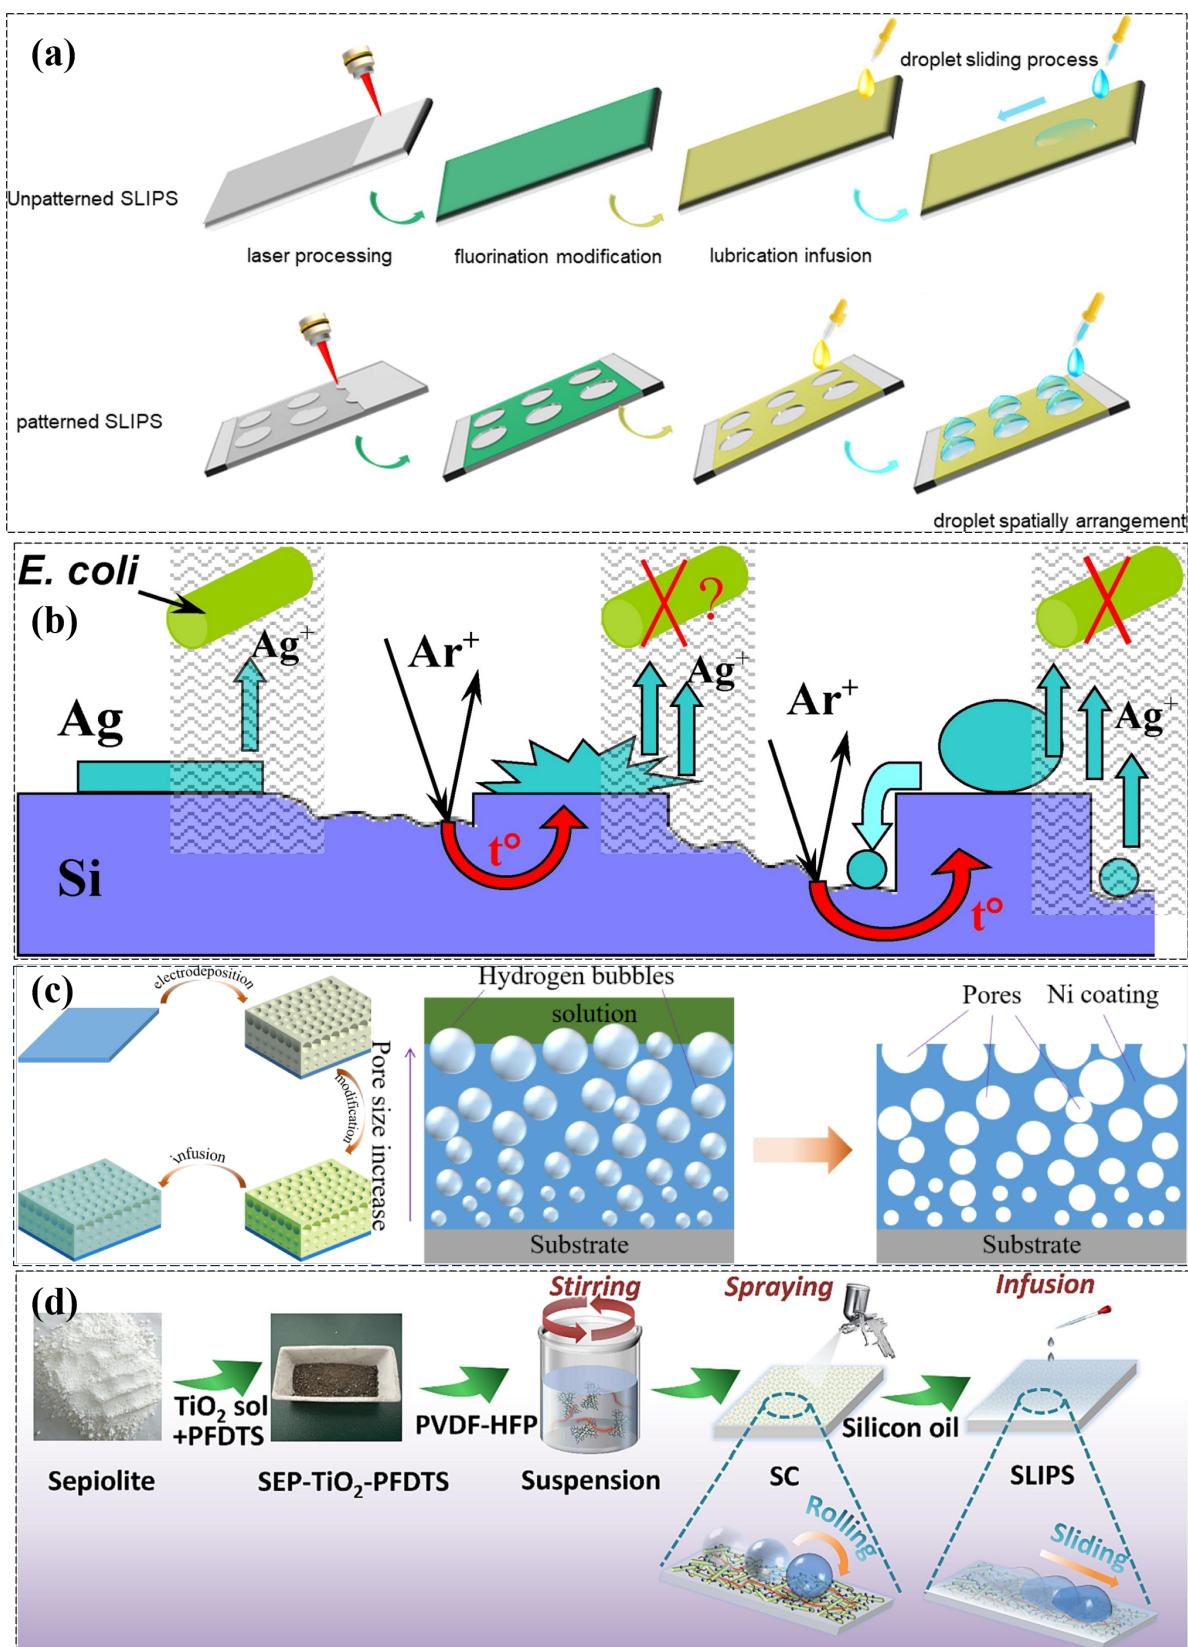 (a)
droplet sliding process
Unpatterned SLIPS
laser processing
fluorination modification
lubrication infusion
patterned SLIPS
droplet spatially arrangement
(b)
E. coli
Ag⁺
Ag
Ar⁺
?
Ag⁺
Ar⁺
Ag⁺
Si
t°
t°
(c)
electrodeposition
modification
infusion
Pore size increase
Hydrogen bubbles
solution
Substrate
Pores
Ni coating
Substrate
(d)
Stirring
Spraying
Infusion
TiO₂ sol
+PFDTS
PVDF-HFP
Silicon oil
Sepiolite
SEP-TiO₂-PFDTS
Suspension
SC
SLIPS
Rolling
Sliding